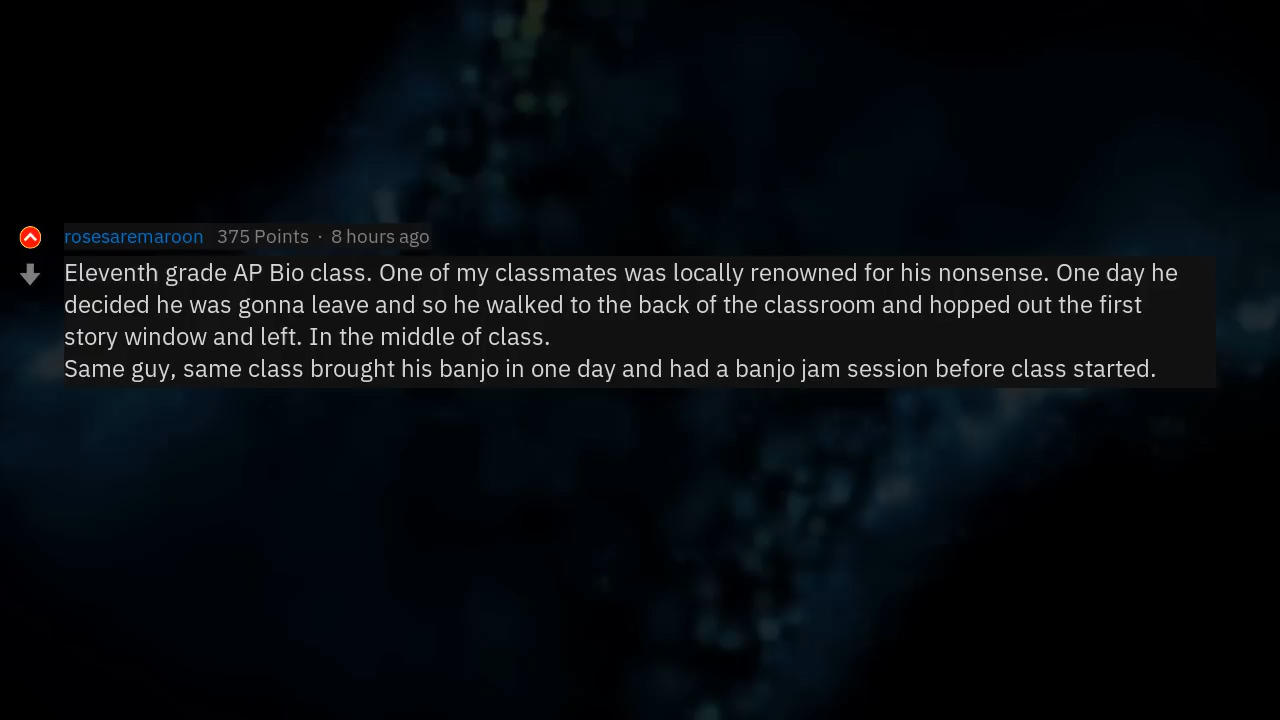 rosesaremaroon 375 Points · 8 hours ago
Eleventh grade AP Bio class. One of my classmates was locally renowned for his nonsense. One day he
decided he was gonna leave and so he walked to the back of the classroom and hopped out the first
story window and left. In the middle of class.
Same guy, same class brought his banjo in one day and had a banjo jam session before class started.